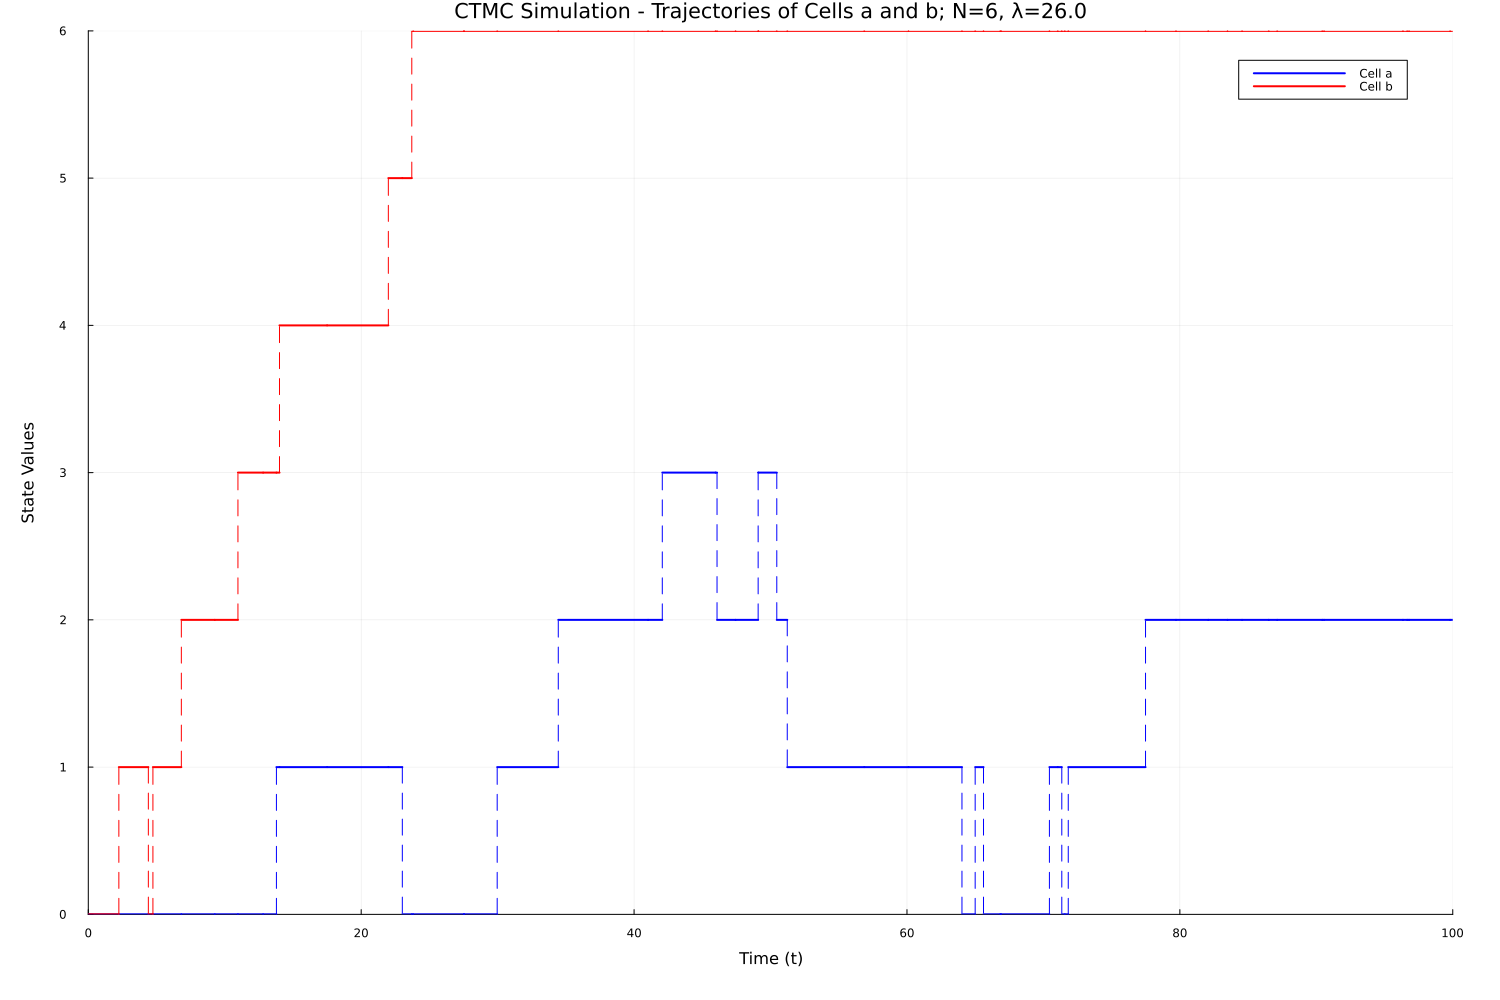 CTMC Simulation - Trajectories of Cells a and b; N=6, λ=26.0
6
Cell a
Cell b
5
4
State Values
3
2
1
0
0 20 40 60 80 100
Time (t)